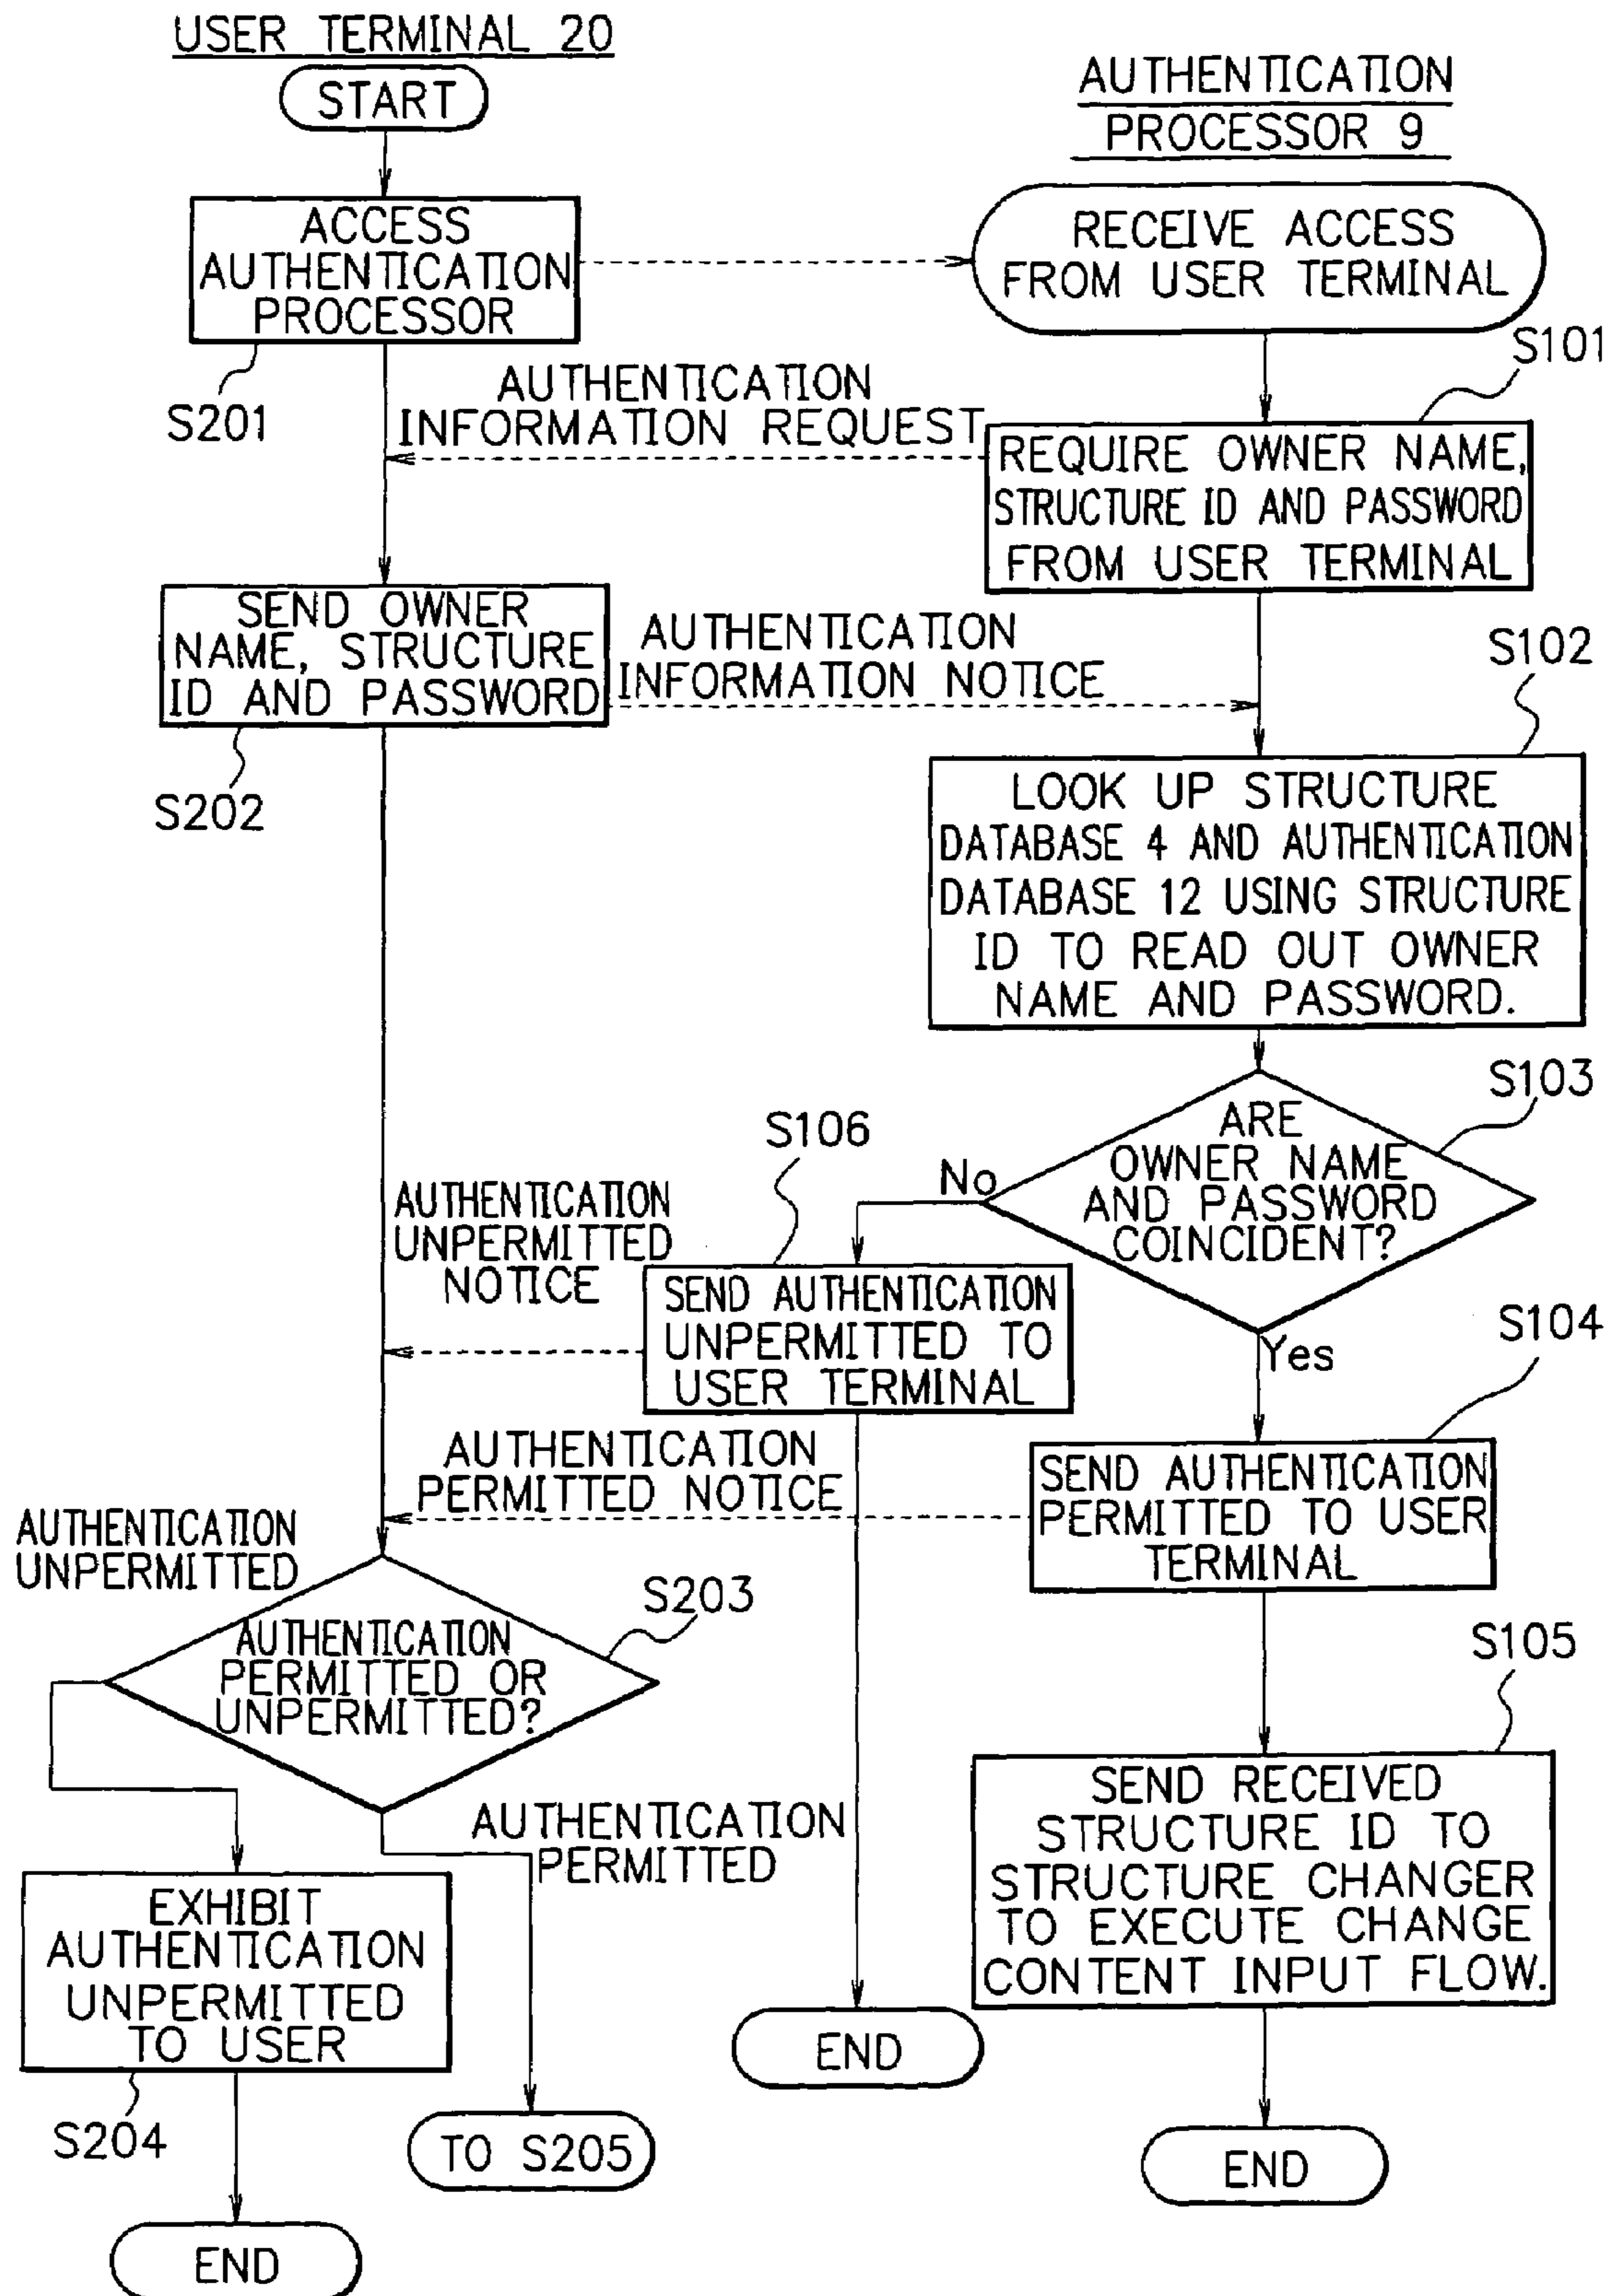 USER TERMINAL 20
START
AUTHENTICATION
PROCESSOR 9
ACCESS
AUTHENTICATION
PROCESSOR
RECEIVE ACCESS
FROM USER TERMINAL
S201
AUTHENTICATION
INFORMATION REQUEST
S101
REQUIRE OWNER NAME,
STRUCTURE ID AND PASSWORD
FROM USER TERMINAL
SEND OWNER
NAME, STRUCTURE
ID AND PASSWORD
S202
AUTHENTICATION
INFORMATION NOTICE
S102
LOOK UP STRUCTURE
DATABASE 4 AND AUTHENTICATION
DATABASE 12 USING STRUCTURE
ID TO READ OUT OWNER
NAME AND PASSWORD.
S103
ARE
OWNER NAME
AND PASSWORD
COINCIDENT?
No
Yes
S106
AUTHENTICATION
UNPERMITTED
NOTICE
SEND AUTHENTICATION
UNPERMITTED TO
USER TERMINAL
S104
AUTHENTICATION
PERMITTED NOTICE
SEND AUTHENTICATION
PERMITTED TO USER
TERMINAL
AUTHENTICATION
UNPERMITTED
S203
AUTHENTICATION
PERMITTED OR
UNPERMITTED?
S105
SEND RECEIVED
STRUCTURE ID TO
STRUCTURE CHANGER
TO EXECUTE CHANGE
CONTENT INPUT FLOW.
AUTHENTICATION
PERMITTED
EXHIBIT
AUTHENTICATION
UNPERMITTED
TO USER
S204
END
TO S205
END
END